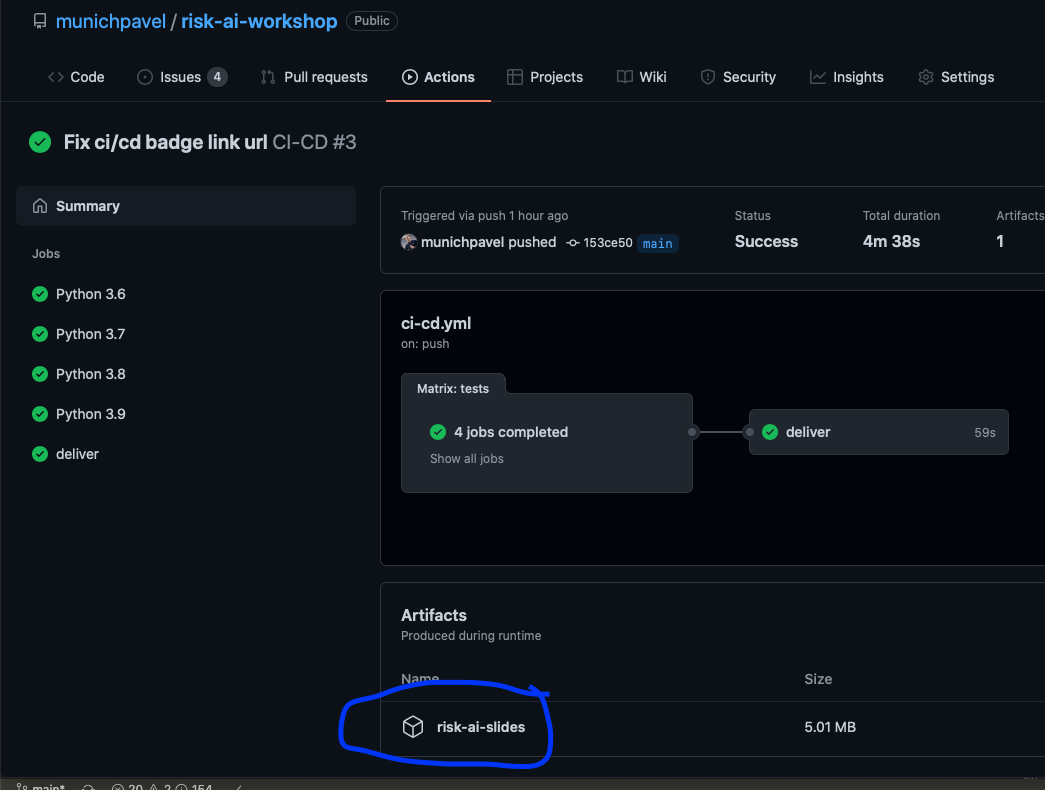 munichpavel / risk-ai-workshop Public
Code Issues 4 Pull requests Actions Projects Wiki Security Insights Settings
Fix ci/cd badge link url CI-CD #3
Summary
Jobs
Python 3.6
Python 3.7
Python 3.8
Python 3.9
deliver
Triggered via push 1 hour ago
munichpavel pushed 153ce50 main
Status
Success
Total duration
4m 38s
Artifacts
1
ci-cd.yml
on: push
Matrix: tests
4 jobs completed
Show all jobs
deliver 59s
Artifacts
Produced during runtime
Name Size
risk-ai-slides 5.01 MB
main* 20 2 154